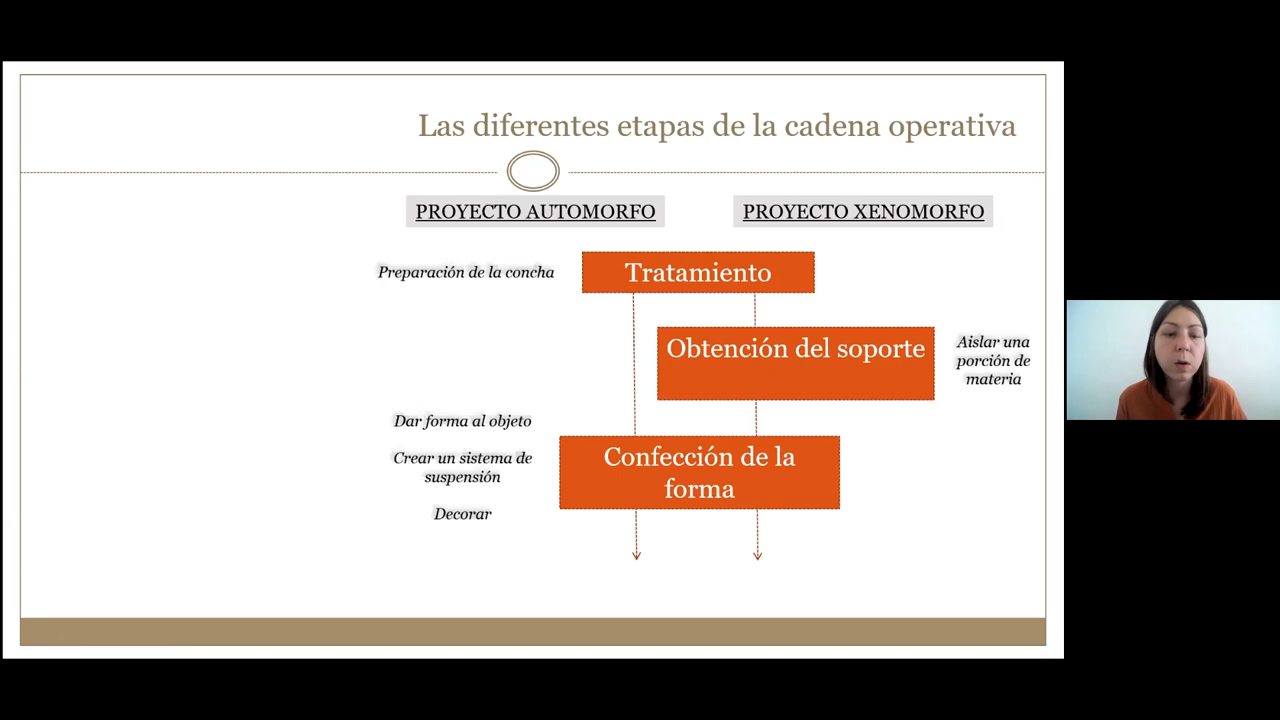 Las diferentes etapas de la cadena operativa
PROYECTO AUTOMORFO
PROYECTO XENOMORFO
Preparación de la concha
Tratamiento
Obtención del soporte
Aislar una
porción de
materia
Dar forma al objeto
Crear un sistema de
suspensión
Decorar
Confección de la
forma